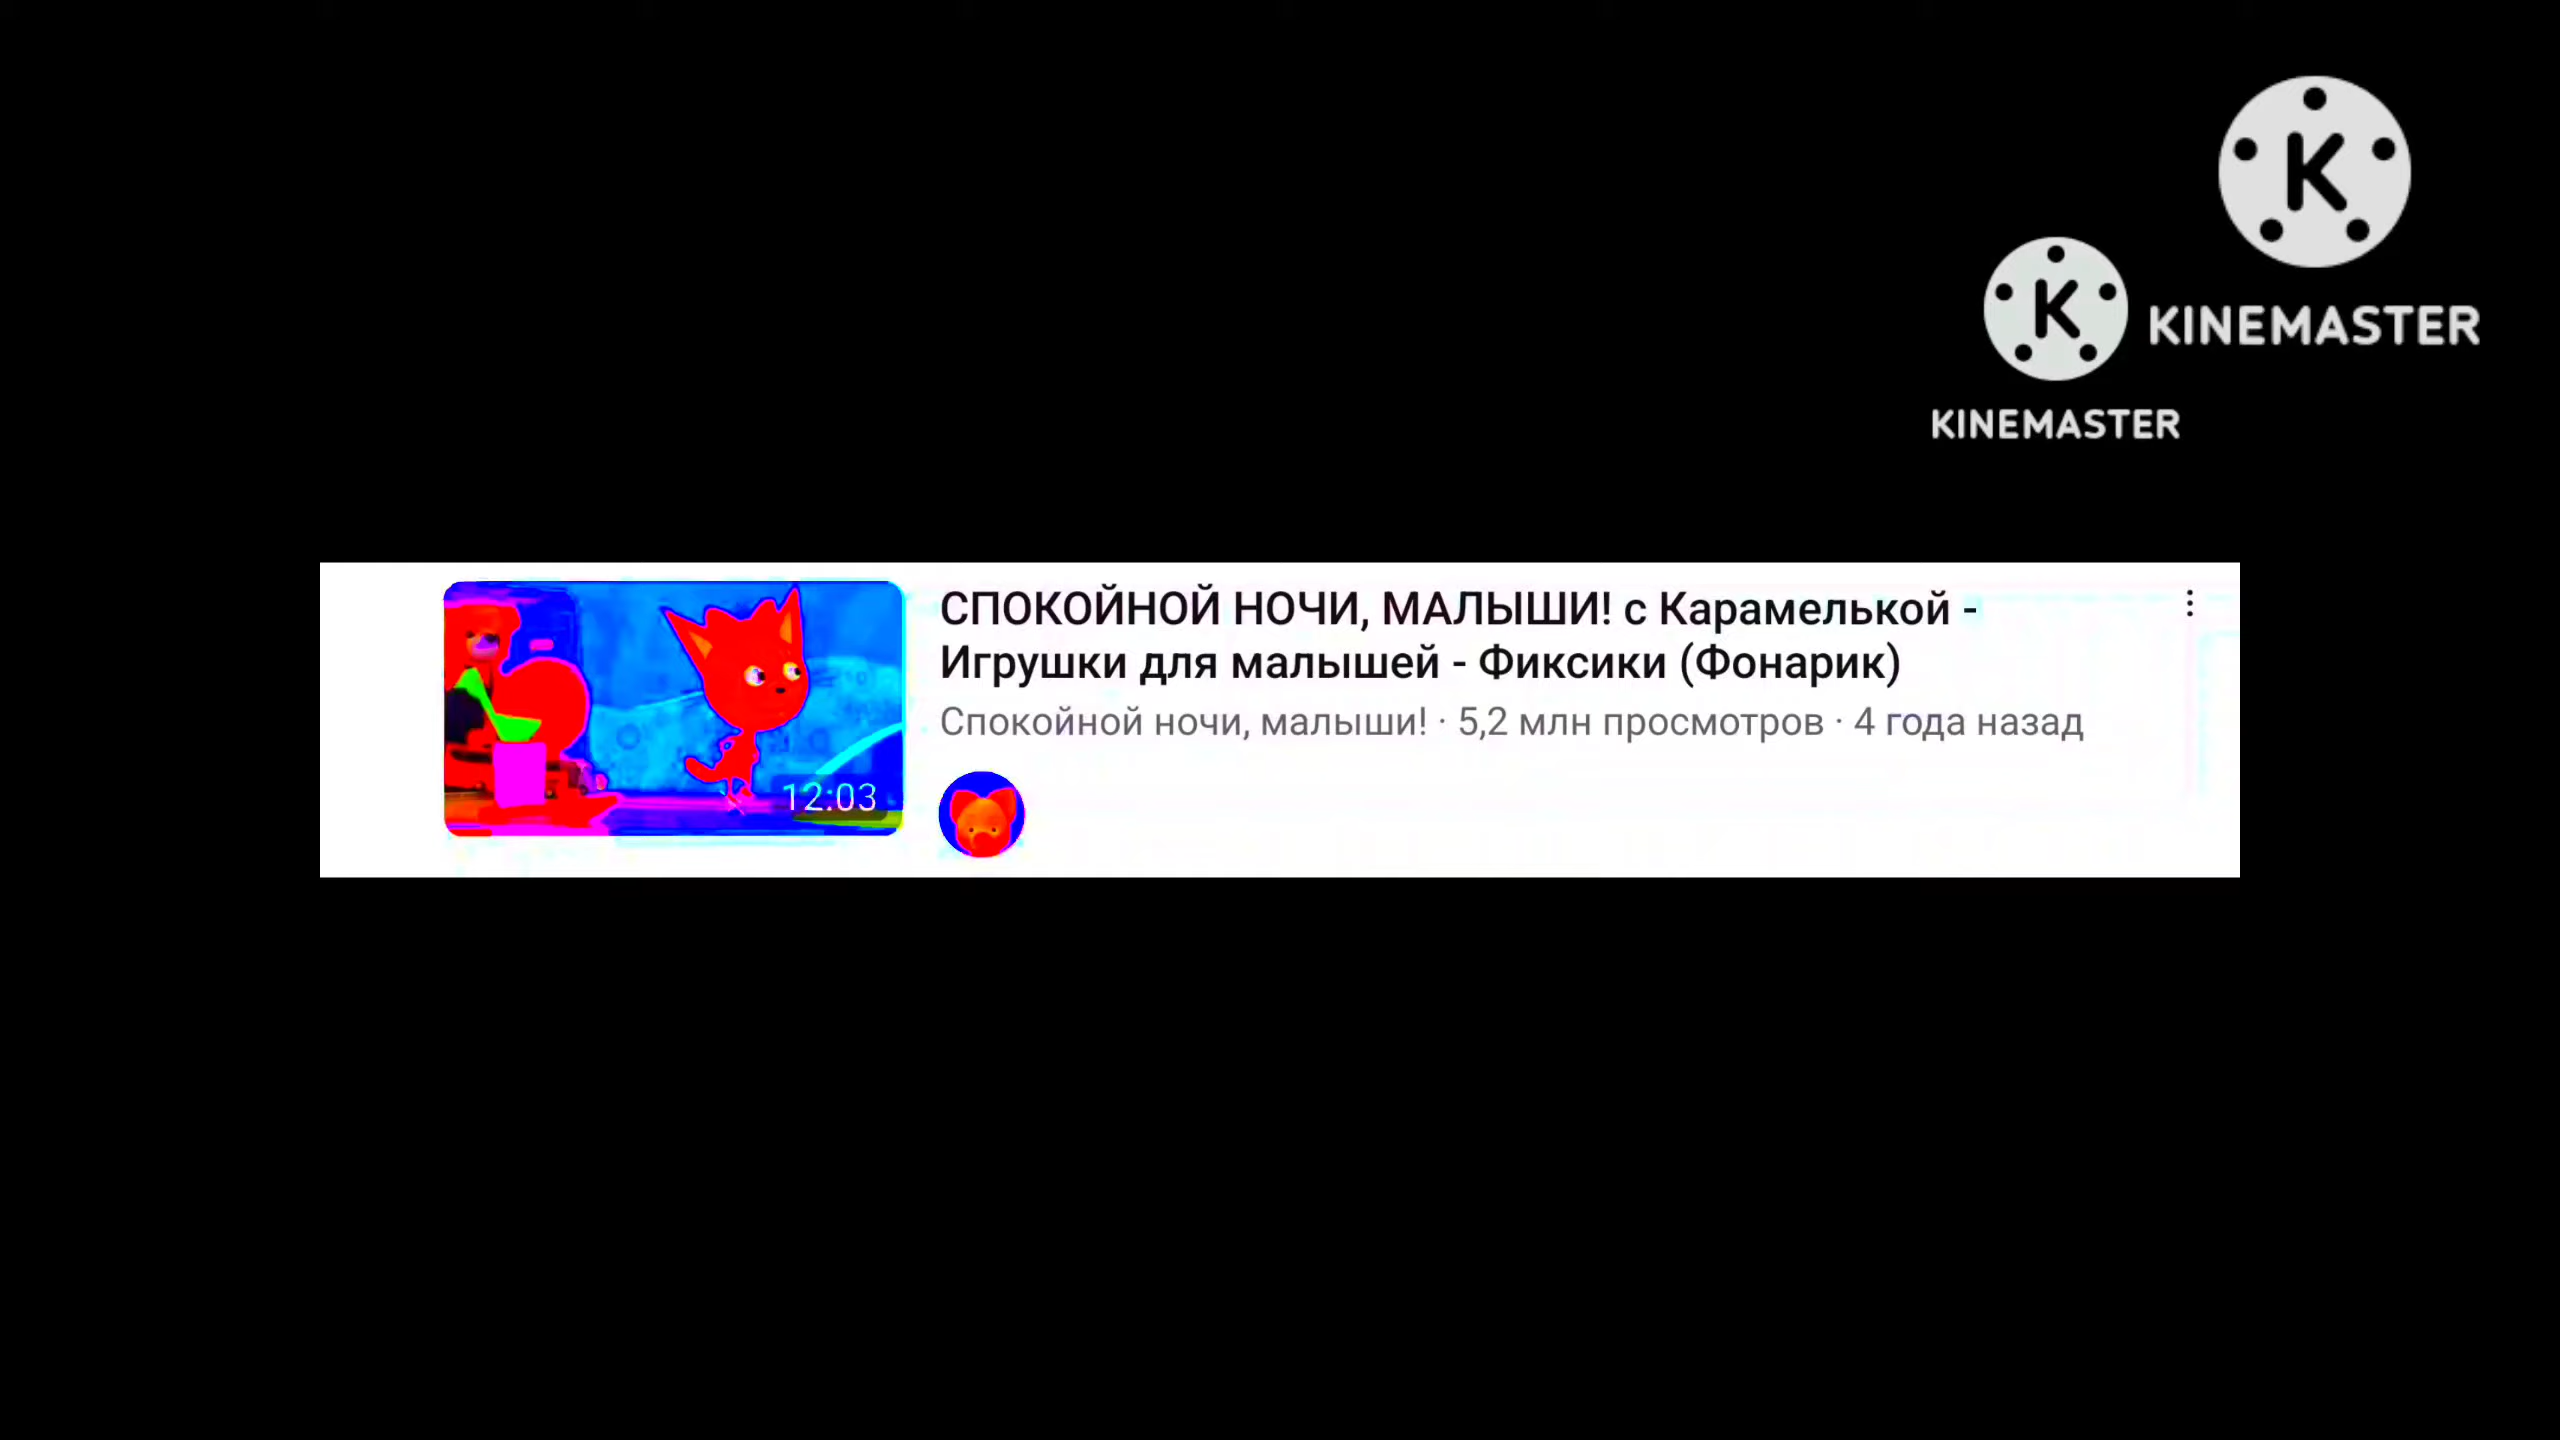 K
KINEMASTER
K
KINEMASTER
СПОКОЙНОЙ НОЧИ, МАЛЫШИ! с Карамелькой -
Игрушки для малышей - Фиксики (Фонарик)
Спокойной ночи, малыши! · 5,2 млн просмотров · 4 года назад
12:03